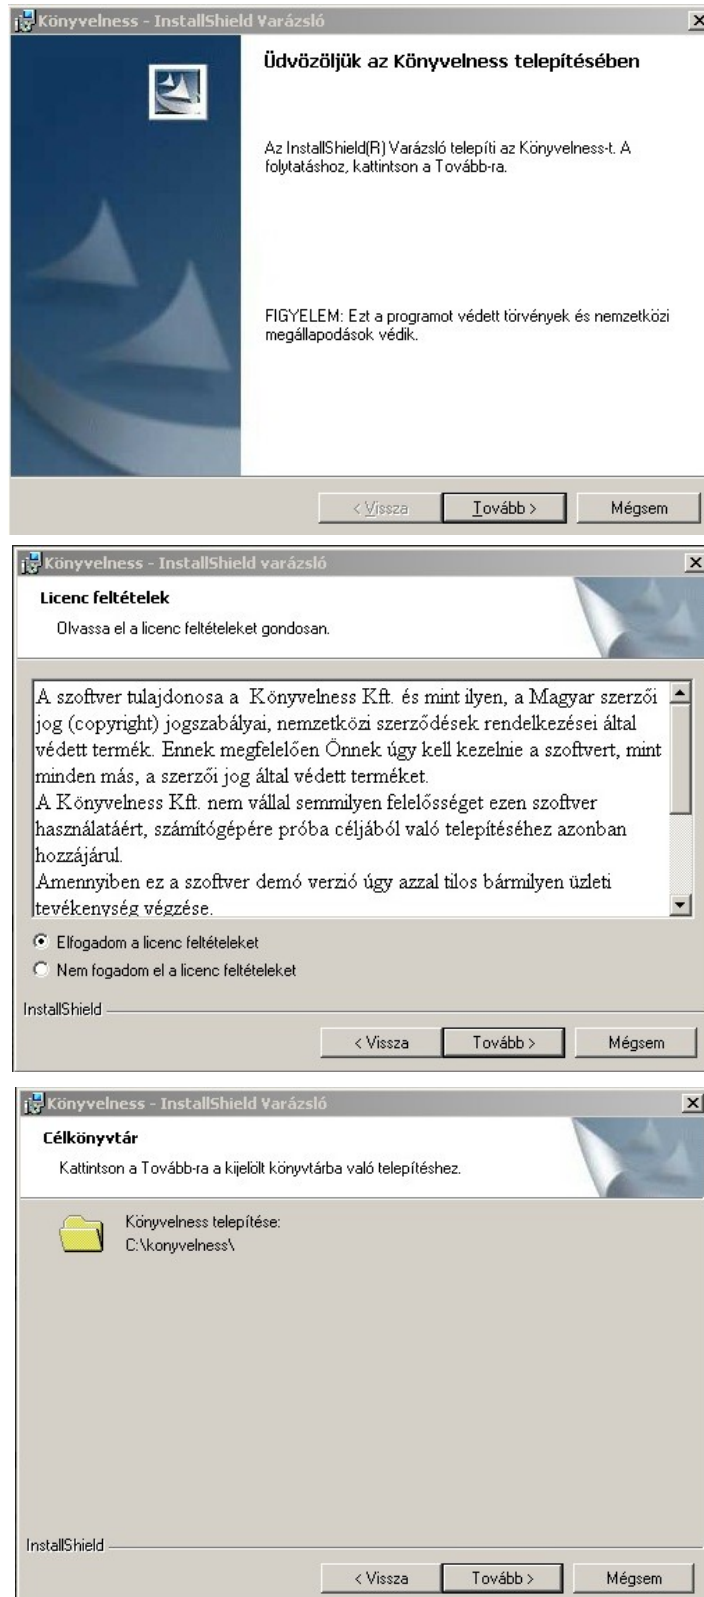 Könyvelness - InstallShield Varázsló
Üdvözöljük az Könyvelness telepítésében
Az InstallShield(R) Varázsló telepíti az Könyvelness-t. A
folytatáshoz, kattintson a Tovább-ra.
FIGYELEM: Ezt a programot védett törvények és nemzetközi
megállapodások védik.
< Vissza Tovább > Mégsem
Könyvelness - InstallShield varázsló
Licenc feltételek
Olvassa el a licenc feltételeket gondosan.
A szoftver tulajdonosa a Könyvelness Kft. és mint ilyen, a Magyar szerzői
jog (copyright) jogszabályai, nemzetközi szerződések rendelkezései által
védett termék. Ennek megfelelően Önnek úgy kell kezelnie a szoftvert, mint
minden más, a szerzői jog által védett terméket.
A Könyvelness Kft. nem vállal semmilyen felelősséget ezen szoftver
használatáért, számítógépére próba céljából való telepítéséhez azonban
hozzájárul.
Amennyiben ez a szoftver demó verzió úgy azzal tilos bármilyen üzleti
tevékenység végzése.
Elfogadom a licenc feltételeket
Nem fogadom el a licenc feltételeket
InstallShield
< Vissza Tovább > Mégsem
Könyvelness - InstallShield Varázsló
Célkönyvtár
Kattintson a Tovább-ra a kijelölt könyvtárba való telepítéshez.
Könyvelness telepítése:
C:\konyvelness\
InstallShield
< Vissza Tovább > Mégsem